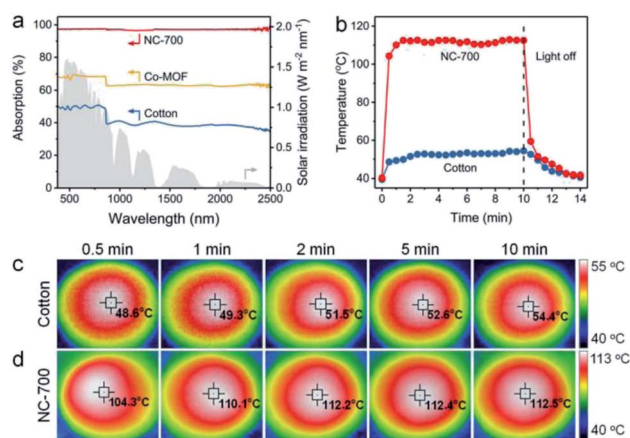 a
100
80
60
40
20
0
Absorption (%)
NC-700
Co-MOF
Cotton
2.0
1.5
1.0
0.5
0.0
Solar irradiation (W m⁻² nm⁻¹)
500 1000 1500 2000 2500
Wavelength (nm)
b
120
100
80
60
40
Temperature (°C)
NC-700
Light off
Cotton
0 2 4 6 8 10 12 14
Time (min)
0.5 min 1 min 2 min 5 min 10 min
c
Cotton
48.6°C 49.3°C 51.5°C 52.6°C 54.4°C
55 °C
40 °C
d
NC-700
104.3°C 110.1°C 112.2°C 112.4°C 112.5°C
113 °C
40 °C